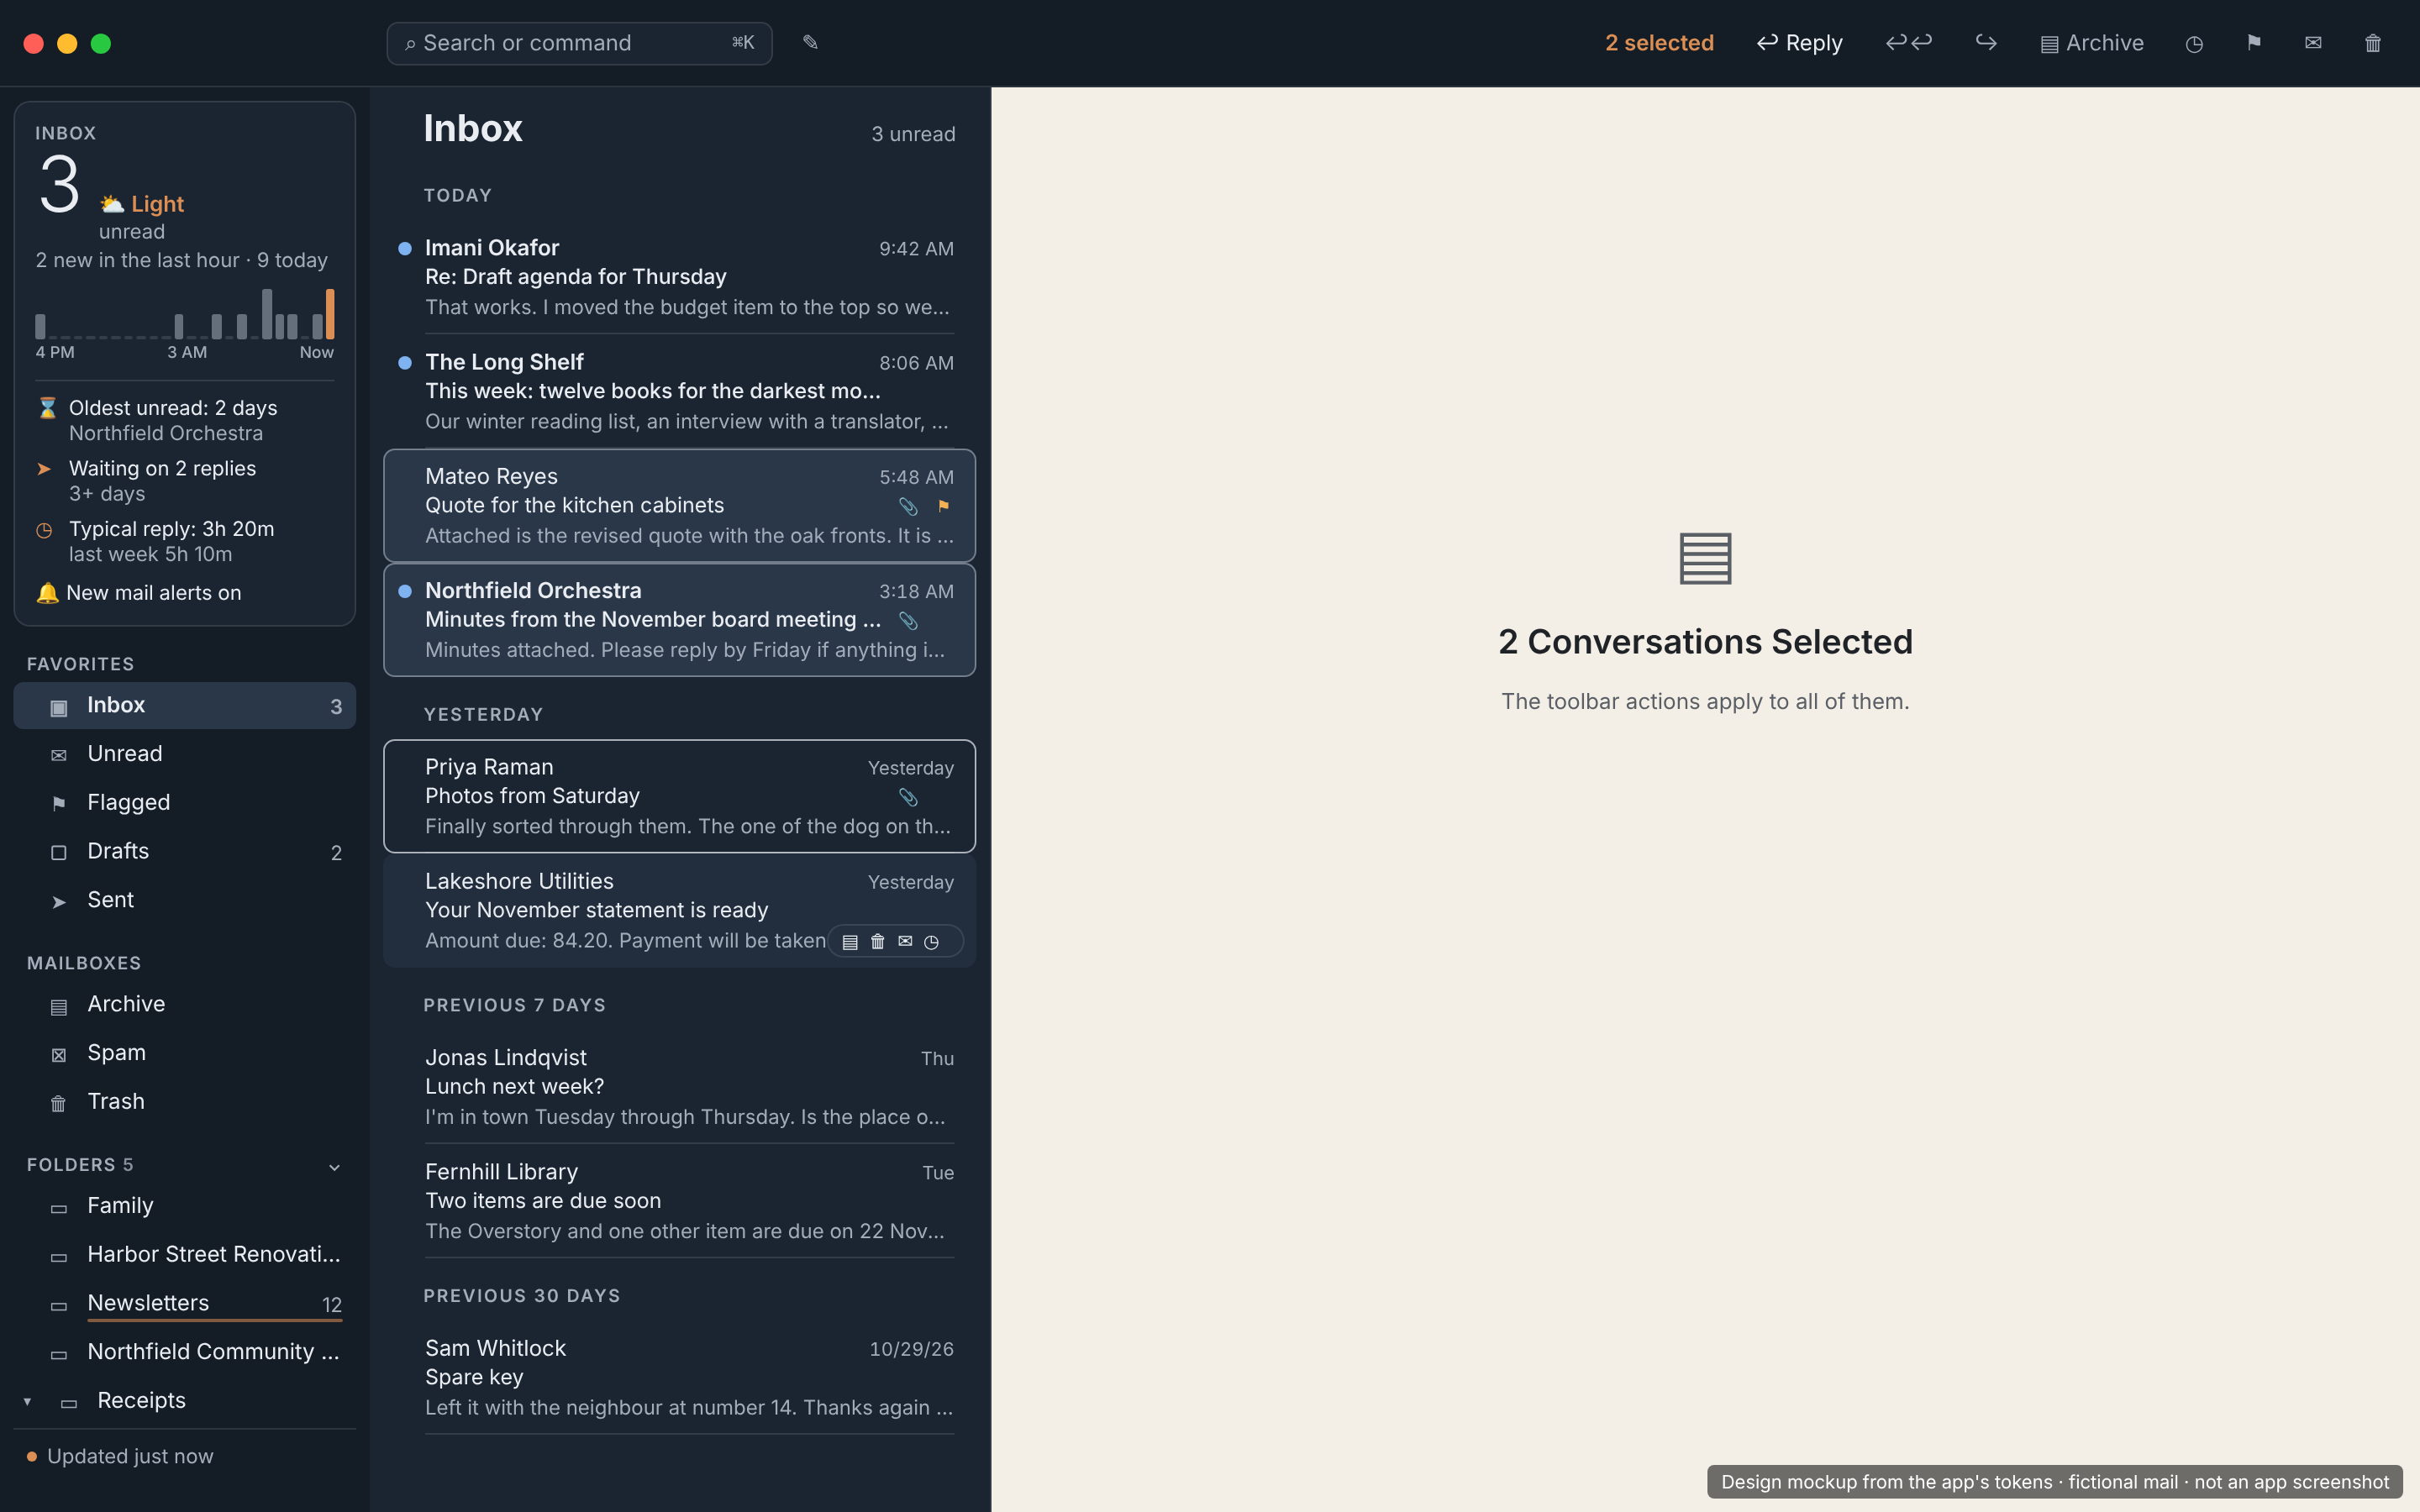 Search or command ⌘K
2 selected
Reply
Archive
INBOX
3
Light
unread
2 new in the last hour · 9 today
4 PM 3 AM Now
Oldest unread: 2 days
Northfield Orchestra
Waiting on 2 replies
3+ days
Typical reply: 3h 20m
last week 5h 10m
New mail alerts on
FAVORITES
Inbox 3
Unread
Flagged
Drafts 2
Sent
MAILBOXES
Archive
Spam
Trash
FOLDERS 5
Family
Harbor Street Renovati...
Newsletters 12
Northfield Community ...
Receipts
Updated just now
Inbox 3 unread
TODAY
Imani Okafor 9:42 AM
Re: Draft agenda for Thursday
That works. I moved the budget item to the top so we...
The Long Shelf 8:06 AM
This week: twelve books for the darkest mo...
Our winter reading list, an interview with a translator, ...
Mateo Reyes 5:48 AM
Quote for the kitchen cabinets
Attached is the revised quote with the oak fronts. It is ...
Northfield Orchestra 3:18 AM
Minutes from the November board meeting ...
Minutes attached. Please reply by Friday if anything i...
YESTERDAY
Priya Raman Yesterday
Photos from Saturday
Finally sorted through them. The one of the dog on th...
Lakeshore Utilities Yesterday
Your November statement is ready
Amount due: 84.20. Payment will be taken
PREVIOUS 7 DAYS
Jonas Lindqvist Thu
Lunch next week?
I'm in town Tuesday through Thursday. Is the place o...
Fernhill Library Tue
Two items are due soon
The Overstory and one other item are due on 22 Nov...
PREVIOUS 30 DAYS
Sam Whitlock 10/29/26
Spare key
Left it with the neighbour at number 14. Thanks again ...
2 Conversations Selected
The toolbar actions apply to all of them.
Design mockup from the app's tokens · fictional mail · not an app screenshot